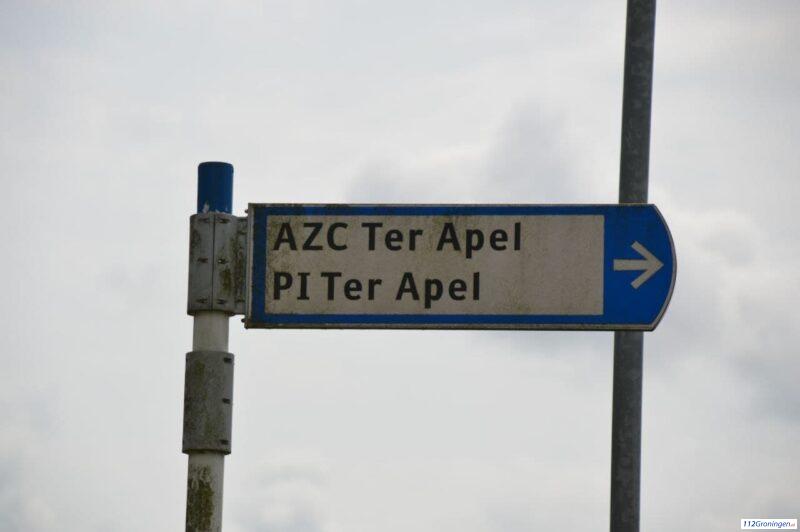 AZC Ter Apel
PI Ter Apel
112Groningen.nl